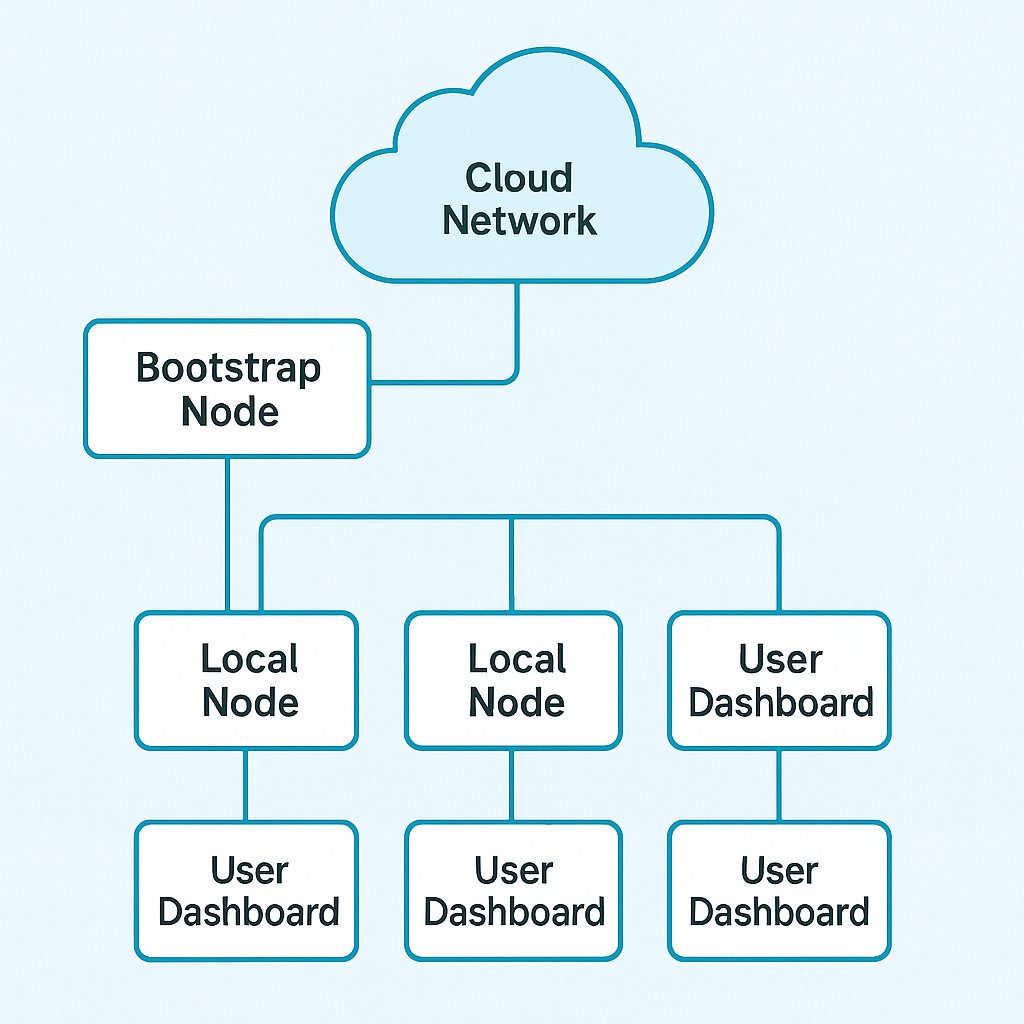 Cloud
Network
Bootstrap
Node
Local
Node
Local
Node
User
Dashboard
User
Dashboard
User
Dashboard
User
Dashboard